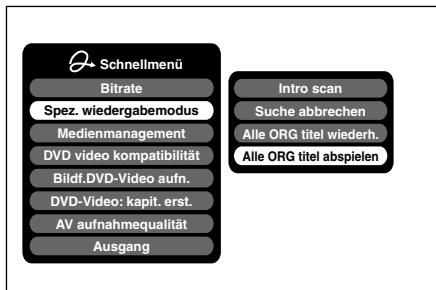 Schnellmenü
Bitrate
Spez. wiedergabemodus
Medienmanagement
DVD video kompatibilität
Bildf.DVD-Video aufn.
DVD-Video: kapit. erst.
AV aufnahmequalität
Ausgang
Intro scan
Suche abbrechen
Alle ORG titel wiederh.
Alle ORG titel abspielen